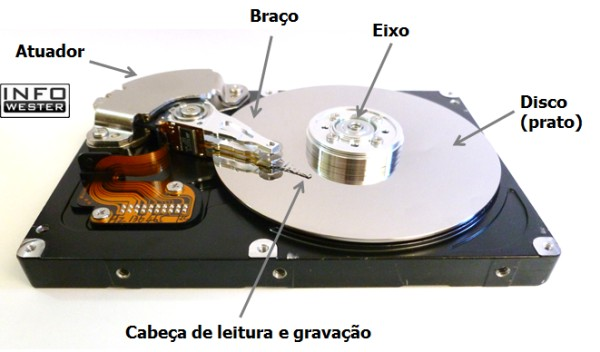 Braço
Eixo
Atuador
INFO
WESTER
Disco
(prato)
Cabeça de leitura e gravação